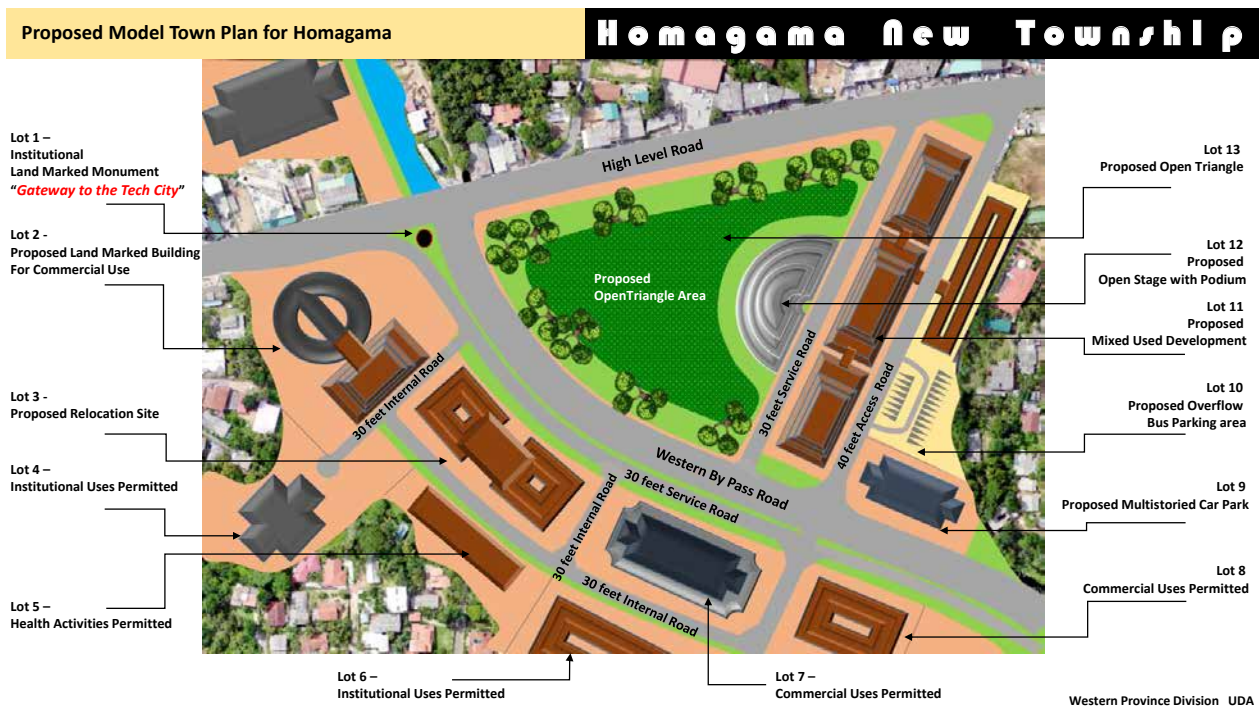 Proposed Model Town Plan for Homagama
Homagama New TownshIp
Lot 1 –
Institutional
Land Marked Monument
“Gateway to the Tech City”
Lot 2 -
Proposed Land Marked Building
For Commercial Use
Lot 3 -
Proposed Relocation Site
Lot 4 –
Institutional Uses Permitted
Lot 5 –
Health Activities Permitted
High Level Road
Proposed
OpenTriangle Area
30 feet Service Road
40 feet Access Road
30 feet Internal Road
Western By Pass Road
30 feet Service Road
30 feet Internal Road
30 feet Internal Road
Lot 13
Proposed Open Triangle
Lot 12
Proposed
Open Stage with Podium
Lot 11
Proposed
Mixed Used Development
Lot 10
Proposed Overflow
Bus Parking area
Lot 9
Proposed Multistoried Car Park
Lot 8
Commercial Uses Permitted
Lot 6 –
Institutional Uses Permitted
Lot 7 –
Commercial Uses Permitted
Western Province Division UDA